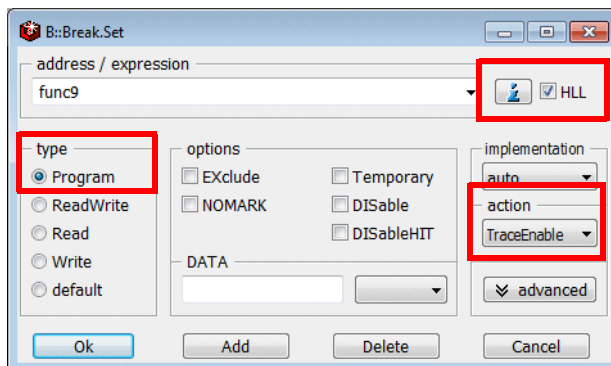 B::Break.Set
address / expression
func9
HLL
type
Program
ReadWrite
Read
Write
default
options
EXclude
NOMARK
Temporary
DISable
DISableHIT
DATA
implementation
auto
action
TraceEnable
advanced
Ok
Add
Delete
Cancel